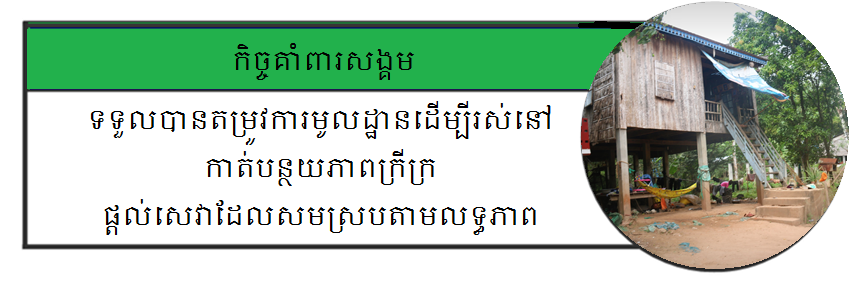 កិច្ចគាំពារសង្គម
ទទួលបានតម្រូវការមូលដ្ឋានដើម្បីរស់នៅ
កាត់បន្ថយភាពក្រីក្រ
ផ្តល់សេវាដែលសមស្របតាមលទ្ធភាព